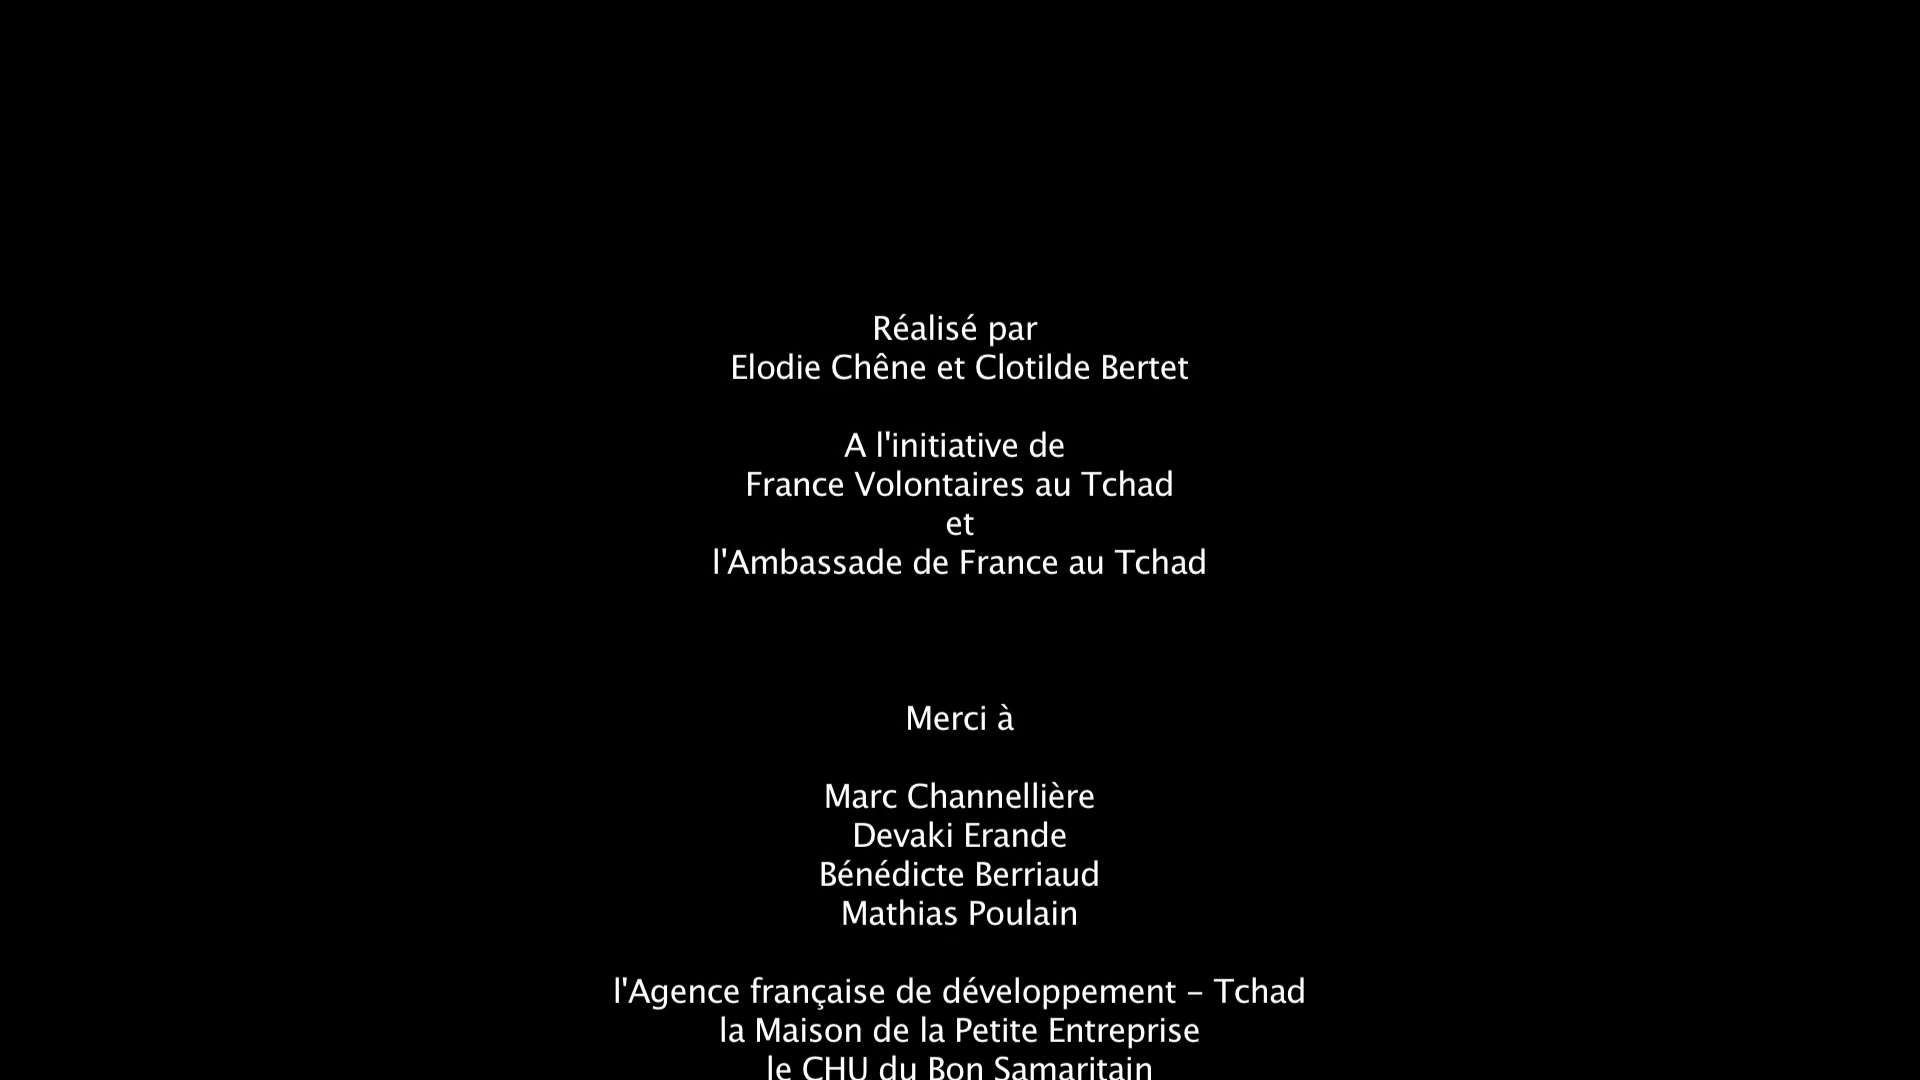 Réalisé par
Elodie Chêne et Clotilde Bertet
A l'initiative de
France Volontaires au Tchad
et
l'Ambassade de France au Tchad
Merci à
Marc Channellière
Devaki Erande
Bénédicte Berriaud
Mathias Poulain
l'Agence française de développement - Tchad
la Maison de la Petite Entreprise
le CHU du Bon Samaritain